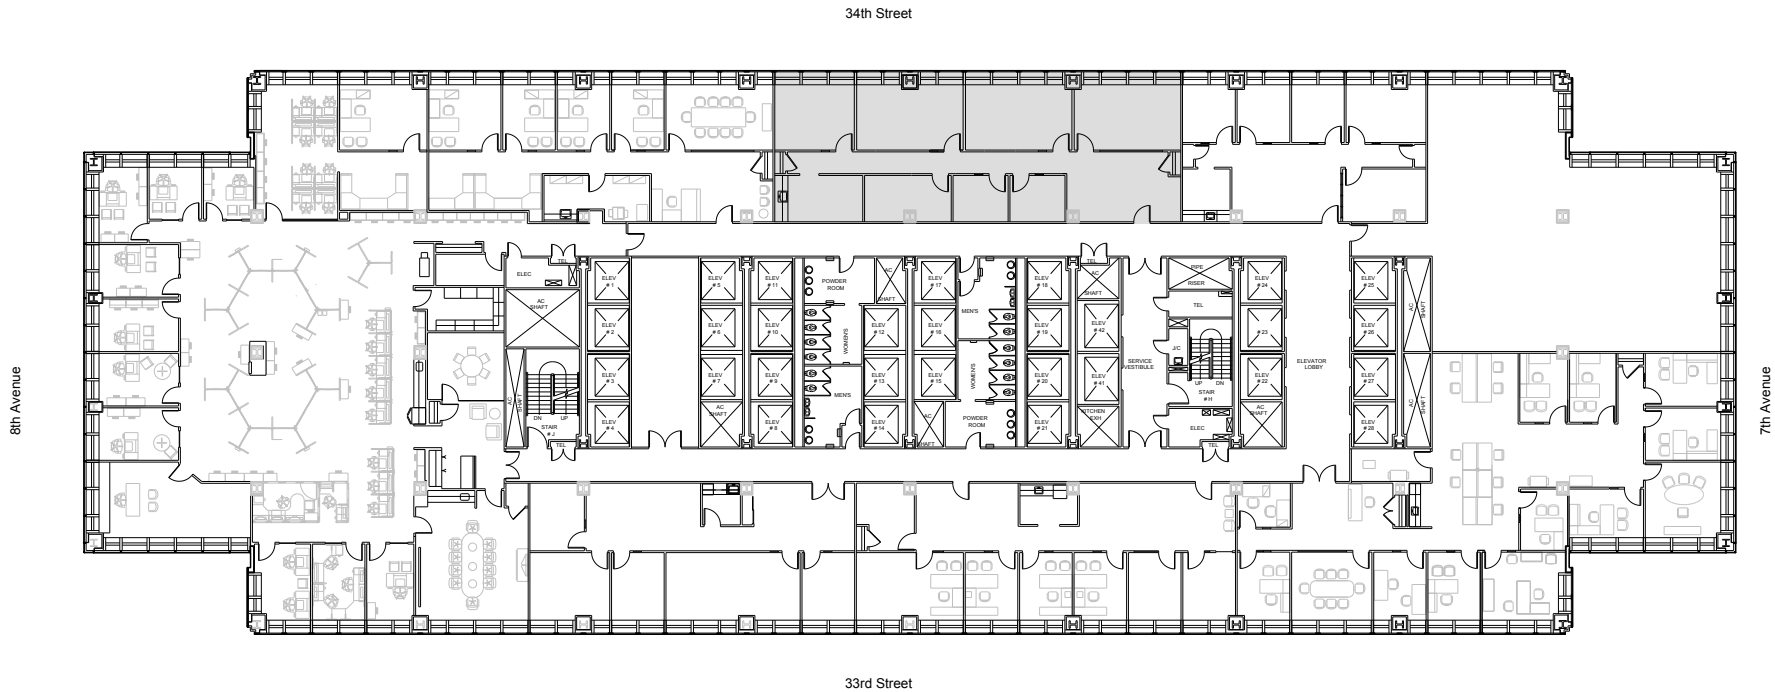 34th Street
8th Avenue
7th Avenue
33rd Street
ELEC
TEL
AC
SHAFT
AC
SHAFT
DN
UP
STAIR
# J
TEL
ELEV
# 1
ELEV
# 2
ELEV
# 3
ELEV
# 4
ELEV
# 5
ELEV
# 6
ELEV
# 7
AC
SHAFT
ELEV
# 11
ELEV
# 10
ELEV
# 9
ELEV
# 8
POWDER
ROOM
WOMEN'S
MEN'S
AC
SHAFT
ELEV
# 12
ELEV
# 13
ELEV
# 14
ELEV
# 17
ELEV
# 16
ELEV
# 15
AC
SHAFT
MEN'S
WOMEN'S
POWDER
ROOM
ELEV
# 18
ELEV
# 19
ELEV
# 20
ELEV
# 21
TEL
AC
SHAFT
ELEV
# 42
ELEV
# 41
KITCHEN
EXH
SERVICE
VESTIBULE
PIPE
RISER
TEL
J/C
UP
DN
STAIR
# H
ELEC
TEL
ELEV
# 24
# 23
ELEV
# 22
AC
SHAFT
ELEVATOR
LOBBY
ELEV
# 25
ELEV
# 26
ELEV
# 27
ELEV
# 28
AC
SHAFT
AC
SHAFT